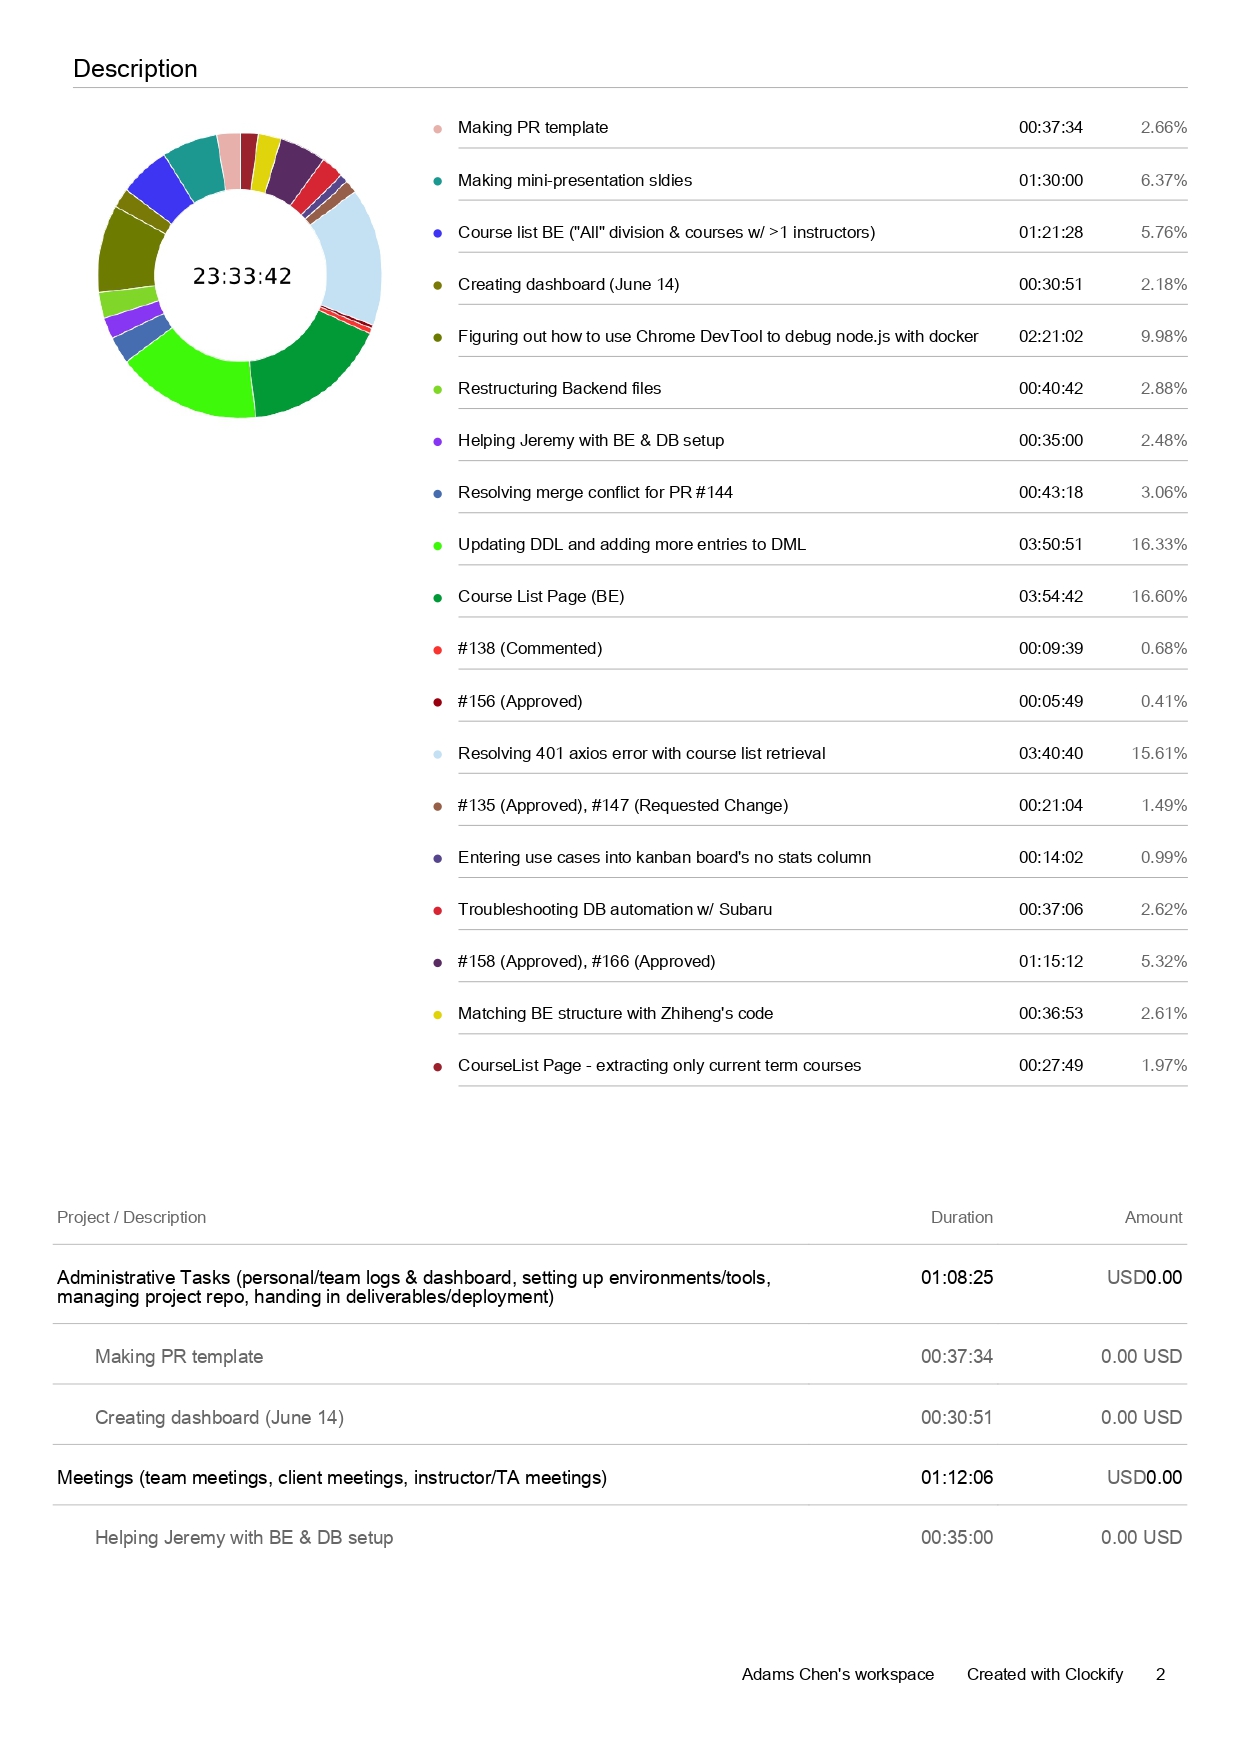 Description
23:33:42
Making PR template 00:37:34 2.66%
Making mini-presentation sldies 01:30:00 6.37%
Course list BE ("All" division & courses w/ >1 instructors) 01:21:28 5.76%
Creating dashboard (June 14) 00:30:51 2.18%
Figuring out how to use Chrome DevTool to debug node.js with docker 02:21:02 9.98%
Restructuring Backend files 00:40:42 2.88%
Helping Jeremy with BE & DB setup 00:35:00 2.48%
Resolving merge conflict for PR #144 00:43:18 3.06%
Updating DDL and adding more entries to DML 03:50:51 16.33%
Course List Page (BE) 03:54:42 16.60%
#138 (Commented) 00:09:39 0.68%
#156 (Approved) 00:05:49 0.41%
Resolving 401 axios error with course list retrieval 03:40:40 15.61%
#135 (Approved), #147 (Requested Change) 00:21:04 1.49%
Entering use cases into kanban board's no stats column 00:14:02 0.99%
Troubleshooting DB automation w/ Subaru 00:37:06 2.62%
#158 (Approved), #166 (Approved) 01:15:12 5.32%
Matching BE structure with Zhiheng's code 00:36:53 2.61%
CourseList Page - extracting only current term courses 00:27:49 1.97%
Project / Description Duration Amount
Administrative Tasks (personal/team logs & dashboard, setting up environments/tools, 01:08:25 USD0.00
managing project repo, handing in deliverables/deployment)
Making PR template 00:37:34 0.00 USD
Creating dashboard (June 14) 00:30:51 0.00 USD
Meetings (team meetings, client meetings, instructor/TA meetings) 01:12:06 USD0.00
Helping Jeremy with BE & DB setup 00:35:00 0.00 USD
Adams Chen's workspace Created with Clockify 2